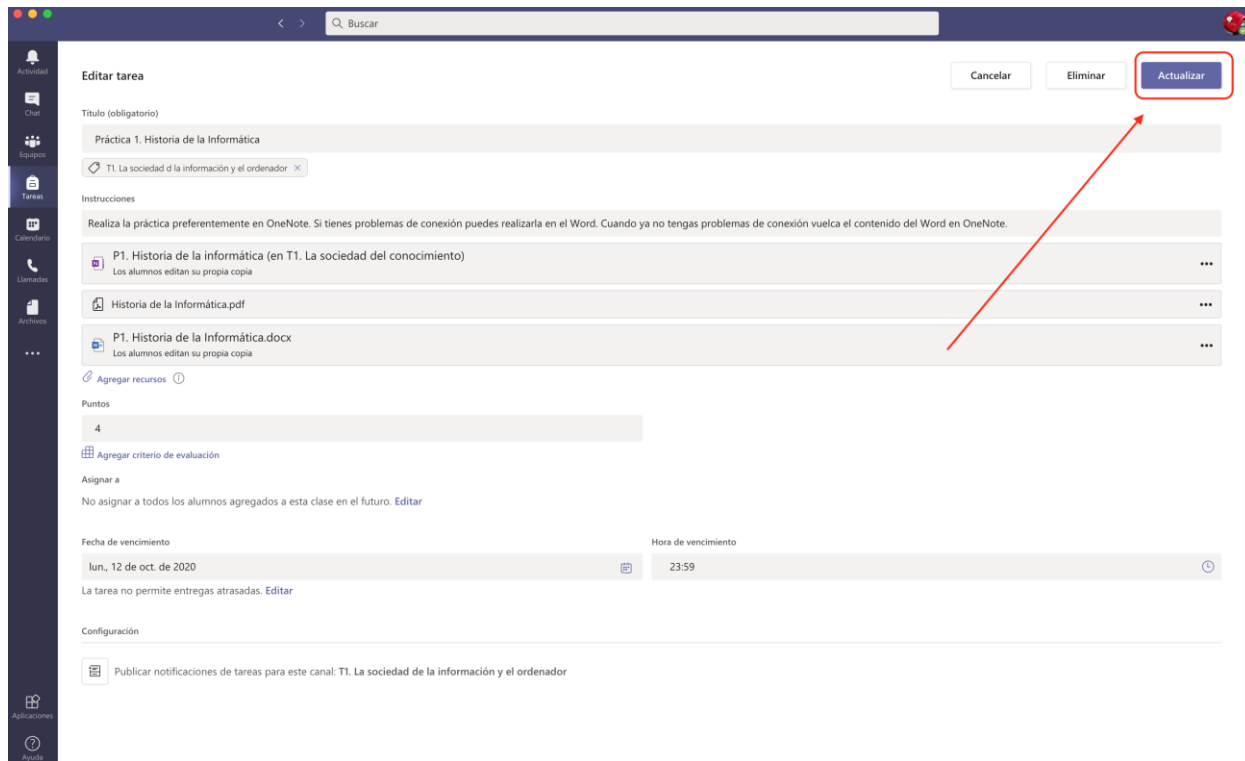 Buscar
Actividad
Chat
Equipos
Tareas
Calendario
Llamadas
Archivos
Aplicaciones
Ayuda
Editar tarea
Cancelar
Eliminar
Actualizar
Título (obligatorio)
Práctica 1. Historia de la Informática
T1. La sociedad d la información y el ordenador
Instrucciones
Realiza la práctica preferentemente en OneNote. Si tienes problemas de conexión puedes realizarla en el Word. Cuando ya no tengas problemas de conexión vuelca el contenido del Word en OneNote.
P1. Historia de la informática (en T1. La sociedad del conocimiento)
Los alumnos editan su propia copia
Historia de la Informática.pdf
P1. Historia de la Informática.docx
Los alumnos editan su propia copia
Agregar recursos
Puntos
4
Agregar criterio de evaluación
Asignar a
No asignar a todos los alumnos agregados a esta clase en el futuro. Editar
Fecha de vencimiento
Hora de vencimiento
lun., 12 de oct. de 2020
23:59
La tarea no permite entregas atrasadas. Editar
Configuración
Publicar notificaciones de tareas para este canal: T1. La sociedad de la información y el ordenador